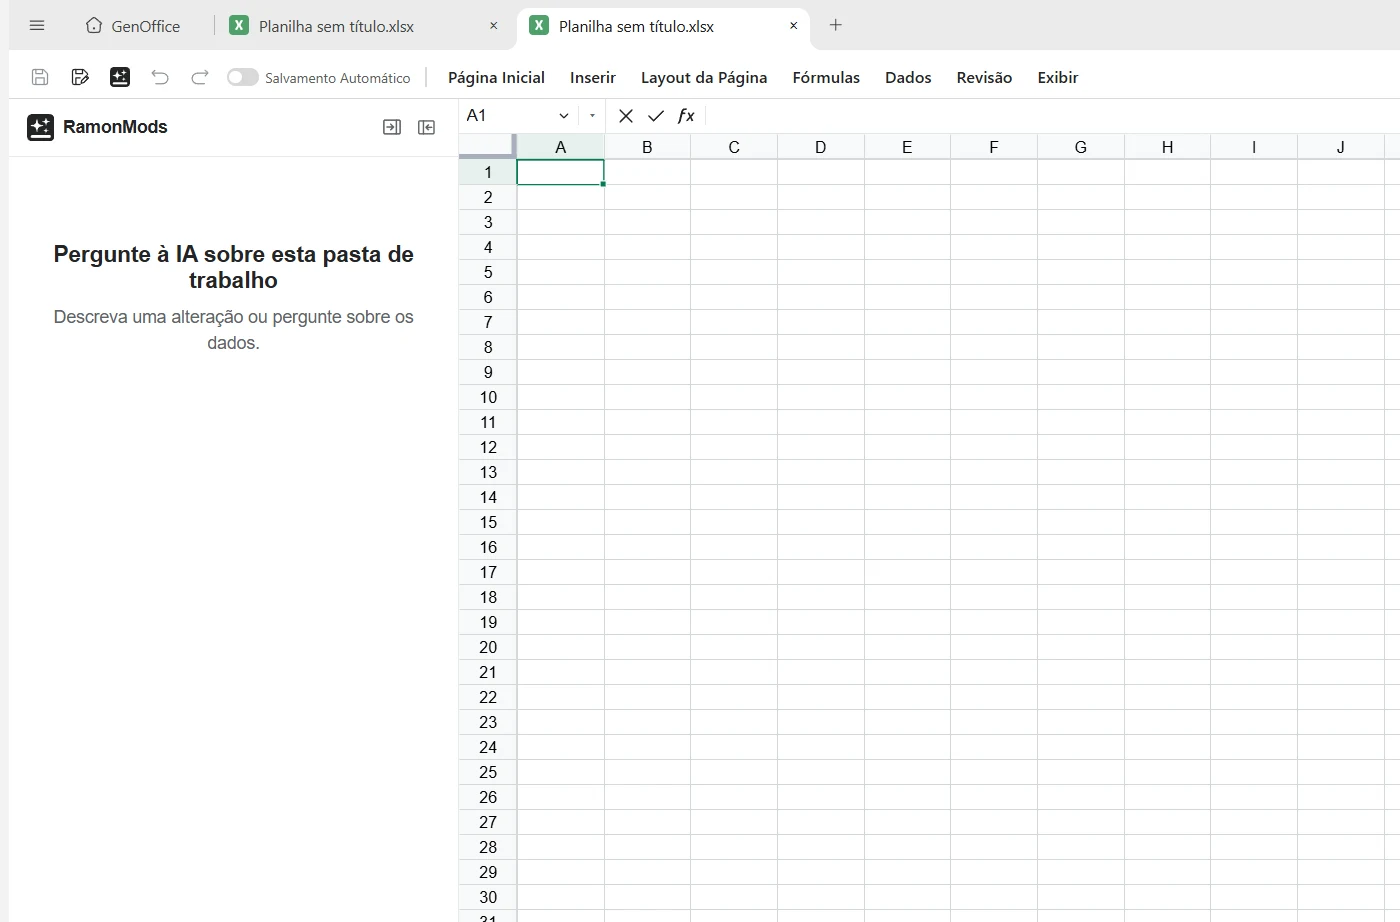 GenOffice
Planilha sem título.xlsx
Planilha sem título.xlsx
Salvamento Automático
Página Inicial Inserir Layout da Página Fórmulas Dados Revisão Exibir
RamonMods
A1
fx
Pergunte à IA sobre esta pasta de
trabalho
Descreva uma alteração ou pergunte sobre os
dados.
A B C D E F G H I J
1
2
3
4
5
6
7
8
9
10
11
12
13
14
15
16
17
18
19
20
21
22
23
24
25
26
27
28
29
30
31